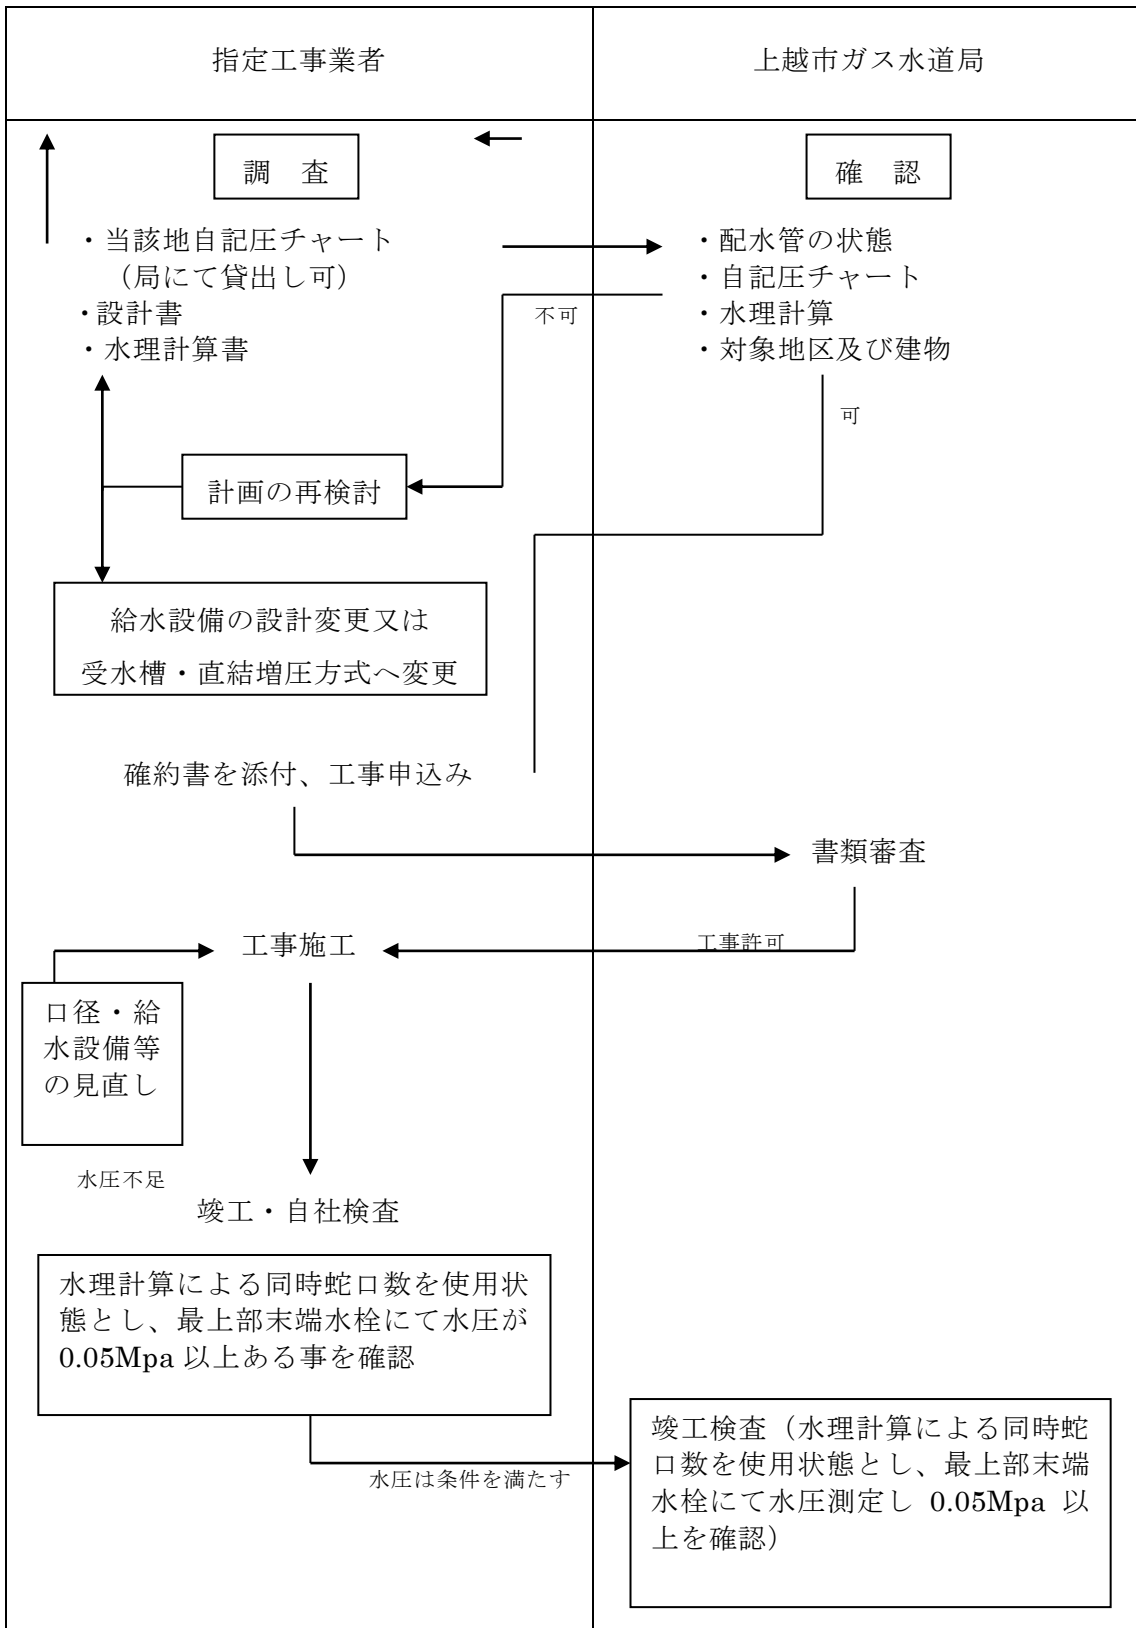 指定工事業者
上越市ガス水道局
調 査
確 認
・当該地自記圧チャート
（局にて貸出し可）
・設計書
・水理計算書
・配水管の状態
・自記圧チャート
・水理計算
・対象地区及び建物
不可
可
計画の再検討
給水設備の設計変更又は
受水槽・直結増圧方式へ変更
確約書を添付、工事申込み
書類審査
工事施工
工事許可
口径・給
水設備等
の見直し
水圧不足
竣工・自社検査
水理計算による同時蛇口数を使用状
態とし、最上部末端水栓にて水圧が
0.05Mpa 以上ある事を確認
水圧は条件を満たす
竣工検査（水理計算による同時蛇
口数を使用状態とし、最上部末端
水栓にて水圧測定し 0.05Mpa 以
上を確認）